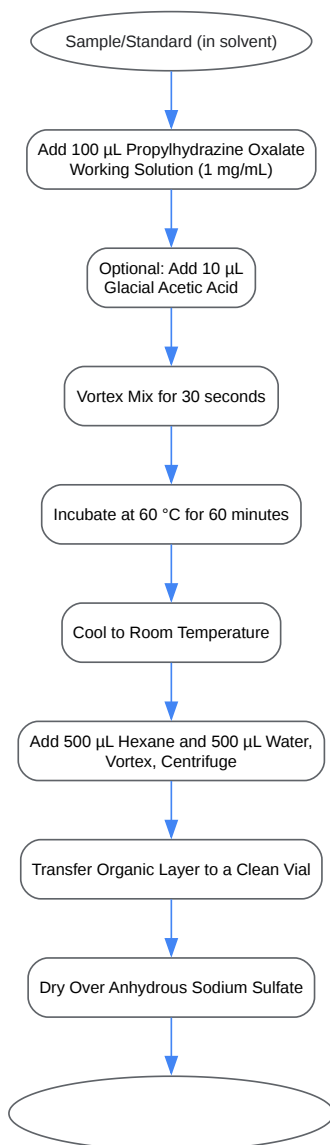 Sample/Standard (in solvent)
Add 100 µL Propylhydrazine Oxalate
Working Solution (1 mg/mL)
Optional: Add 10 µL
Glacial Acetic Acid
Vortex Mix for 30 seconds
Incubate at 60 °C for 60 minutes
Cool to Room Temperature
Add 500 µL Hexane and 500 µL Water,
Vortex, Centrifuge
Transfer Organic Layer to a Clean Vial
Dry Over Anhydrous Sodium Sulfate